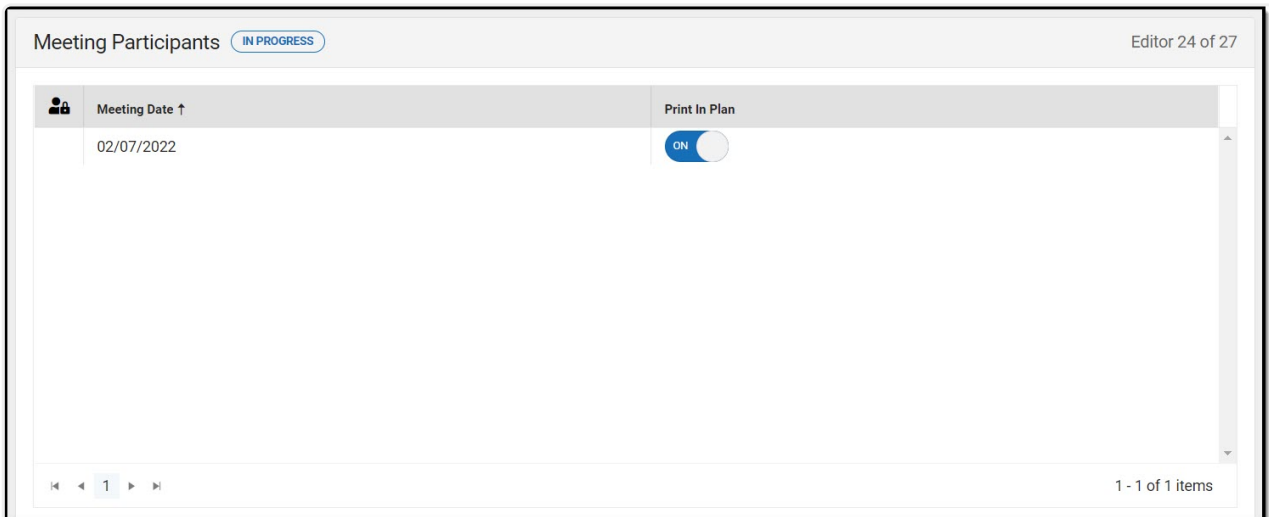 Meeting Participants IN PROGRESS Editor 24 of 27
Meeting Date ↑ Print In Plan
02/07/2022 ON
1 1 - 1 of 1 items